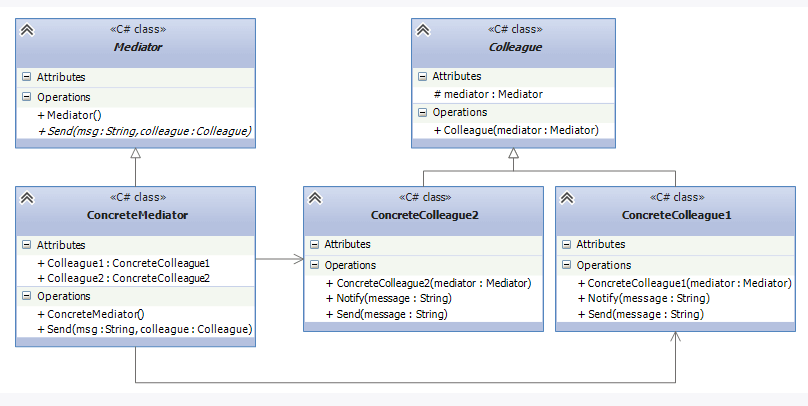 «C# class»
Mediator
Attributes
Operations
+ Mediator()
+ Send(msg : String, colleague : Colleague)
«C# class»
Colleague
Attributes
# mediator : Mediator
Operations
+ Colleague(mediator : Mediator)
«C# class»
ConcreteMediator
Attributes
+ Colleague1 : ConcreteColleague1
+ Colleague2 : ConcreteColleague2
Operations
+ ConcreteMediator()
+ Send(msg : String, colleague : Colleague)
«C# class»
ConcreteColleague2
Attributes
Operations
+ ConcreteColleague2(mediator : Mediator)
+ Notify(message : String)
+ Send(message : String)
«C# class»
ConcreteColleague1
Attributes
Operations
+ ConcreteColleague1(mediator : Mediator)
+ Notify(message : String)
+ Send(message : String)